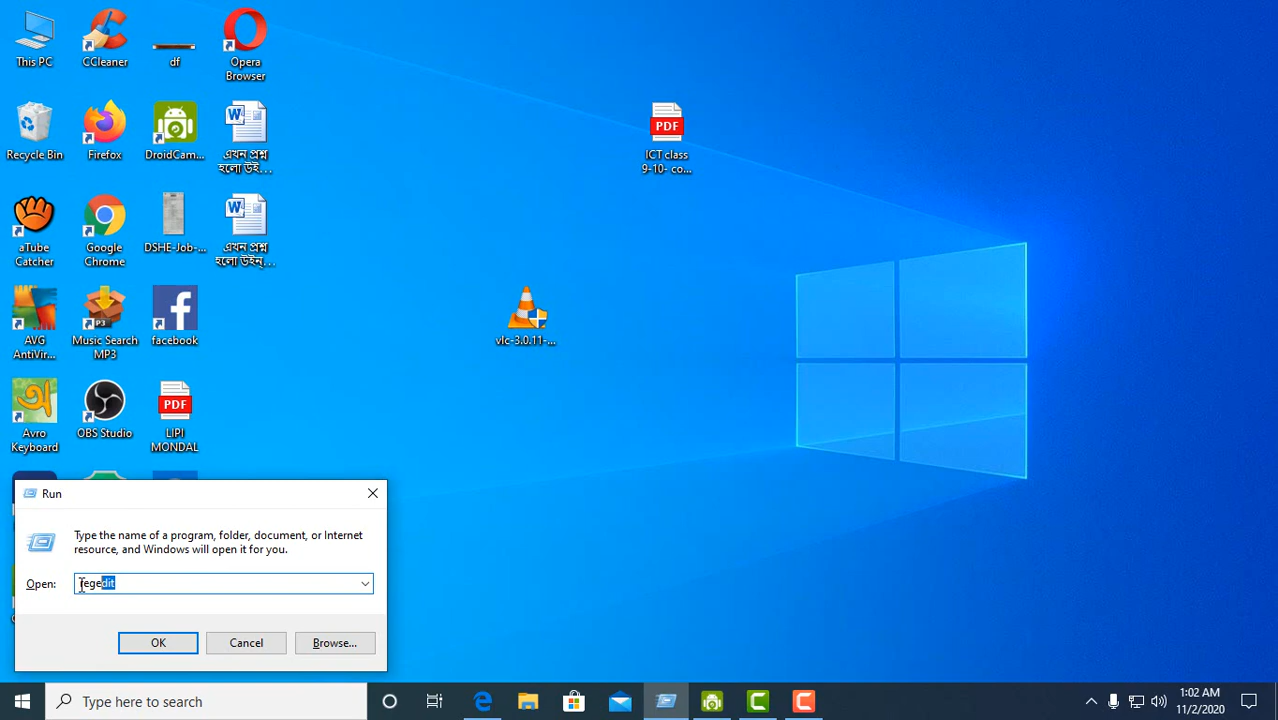 This PC
CCleaner
df
Opera
Browser
Recycle Bin
Firefox
DroidCam...
এখন প্রশ্ন
হলো উই...
PDF
ICT class
9-10- co...
aTube
Catcher
Google
Chrome
DSHE-Job-...
এখন প্রশ্ন
হলো উইন্...
AVG
AntiVir...
P3
Music Search
MP3
facebook
vlc-3.0.11-...
অ
Avro
Keyboard
OBS Studio
PDF
LIPI
MONDAL
Run
Type the name of a program, folder, document, or Internet
resource, and Windows will open it for you.
Open:
regedit
OK
Cancel
Browse...
Type here to search
1:02 AM
11/2/2020